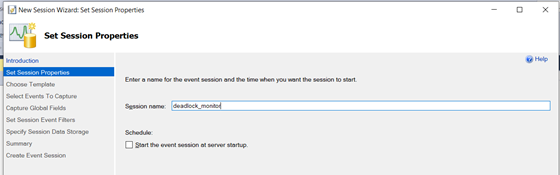 New Session Wizard: Set Session Properties
Set Session Properties
Introduction
Help
Set Session Properties
Choose Template
Enter a name for the event session and the time when you want the session to start.
Select Events To Capture
Capture Global Fields
Session name: deadlock_monitor
Set Session Event Filters
Specify Session Data Storage
Schedule:
Summary
Start the event session at server startup.
Create Event Session